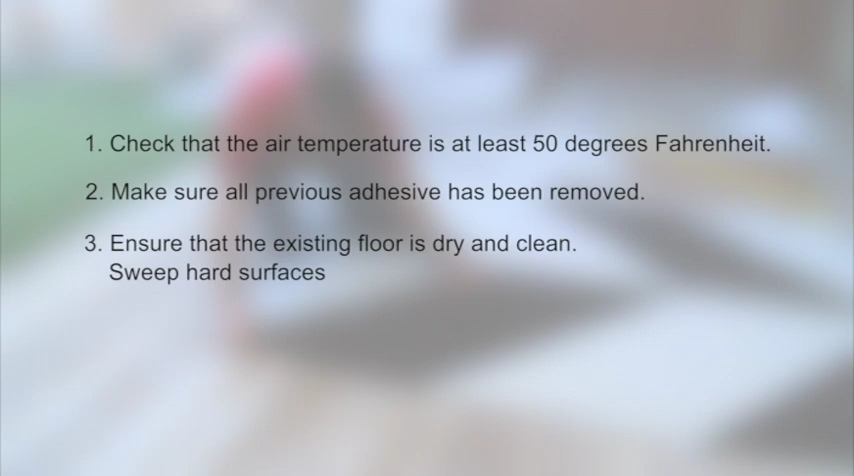 1. Check that the air temperature is at least 50 degrees Fahrenheit.
2. Make sure all previous adhesive has been removed.
3. Ensure that the existing floor is dry and clean.
Sweep hard surfaces